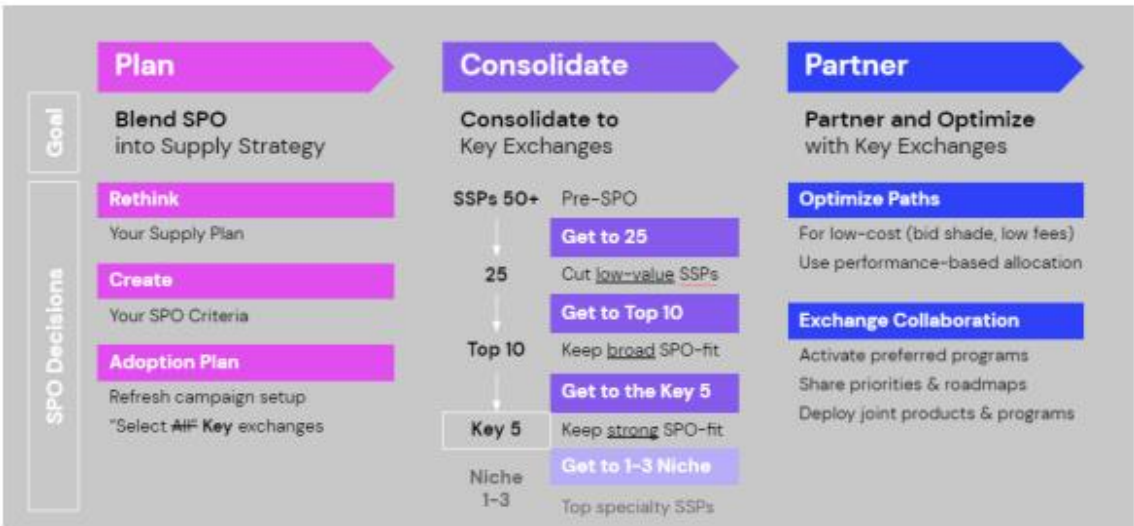 Plan
Consolidate
Partner
Goal
Blend SPO
into Supply Strategy
Consolidate to
Key Exchanges
Partner and Optimize
with Key Exchanges
SPO Decisions
Rethink
Your Supply Plan
Create
Your SPO Criteria
Adoption Plan
Refresh campaign setup
"Select All" Key exchanges
SSPs 50+ Pre-SPO
Get to 25
25 Cut low-value SSPs
Get to Top 10
Top 10 Keep broad SPO-fit
Get to the Key 5
Key 5 Keep strong SPO-fit
Get to 1-3 Niche
Niche
1-3
Top specialty SSPs
Optimize Paths
For low-cost (bid shade, low fees)
Use performance-based allocation
Exchange Collaboration
Activate preferred programs
Share priorities & roadmaps
Deploy joint products & programs